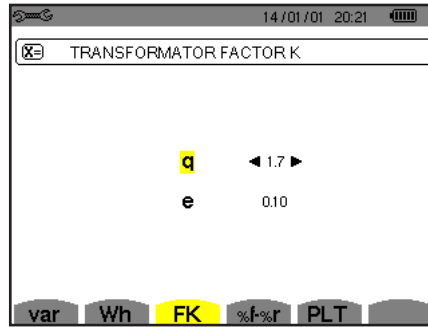 14/01/01 20:21
X= TRANSFORMATOR FACTOR K
q ◀ 1.7 ▶
e 0.10
var Wh FK %f-%r PLT